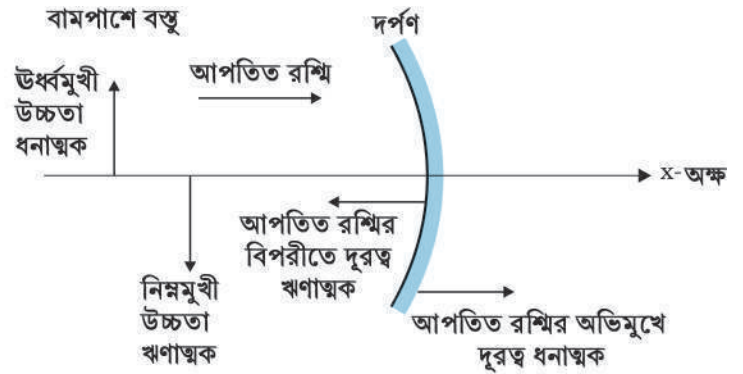 বামপাশে বস্তু
দর্পণ
ঊর্ধ্বমুখী
উচ্চতা
ধনাত্মক
আপতিত রশ্মি
x-অক্ষ
আপতিত রশ্মির
বিপরীতে দূরত্ব
ঋণাত্মক
নিম্নমুখী
উচ্চতা
ঋণাত্মক
আপতিত রশ্মির অভিমুখে
দূরত্ব ধনাত্মক